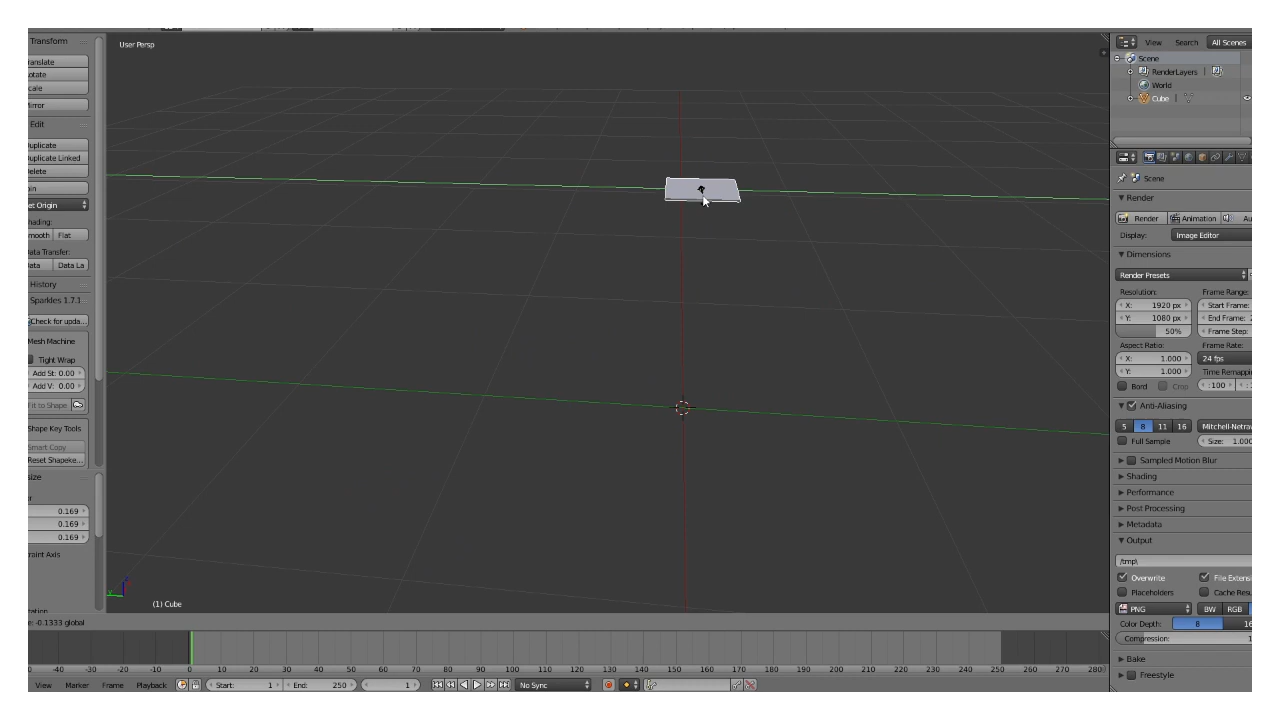 Transform
User Persp
View Search All Scenes
anslate
otate
cale
Mirror
Scene
RenderLayers |
World
Cube |
Edit
uplicate
uplicate Linked
elete
oin
et Origin
hading:
mooth Flat
ata Transfer:
ata Data La
History
Sparkles 1.7.1
Check for upda...
Mesh Machine
Tight Wrap
Add St: 0.00
Add V: 0.00
Fit to Shape
Shape Key Tools
Smart Copy
Reset Shapeke...
size
r
0.169
0.169
0.169
raint Axis
ntation
Scene
Render
Render Animation Au
Display: Image Editor
Dimensions
Render Presets
Resolution: Frame Range:
X: 1920 px Start Frame:
Y: 1080 px End Frame: 2
50% Frame Step:
Aspect Ratio: Frame Rate:
X: 1.000 24 fps
Y: 1.000 Time Remappi
Bord Crop :100
Anti-Aliasing
5 8 11 16 Mitchell-Netra
Full Sample Size: 1.000
Sampled Motion Blur
Shading
Performance
Post Processing
Metadata
Output
/tmp\
Overwrite File Extens
Placeholders Cache Resu
PNG BW RGB
Color Depth: 8 16
Compression: 1
Bake
Freestyle
(1) Cube
e: -0.1333 global
0 -40 -30 -20 -10 0 10 20 30 40 50 60 70 80 90 100 110 120 130 140 150 160 170 180 190 200 210 220 230 240 250 260 270 280
View Marker Frame Playback Start: 1 End: 250 1 No Sync